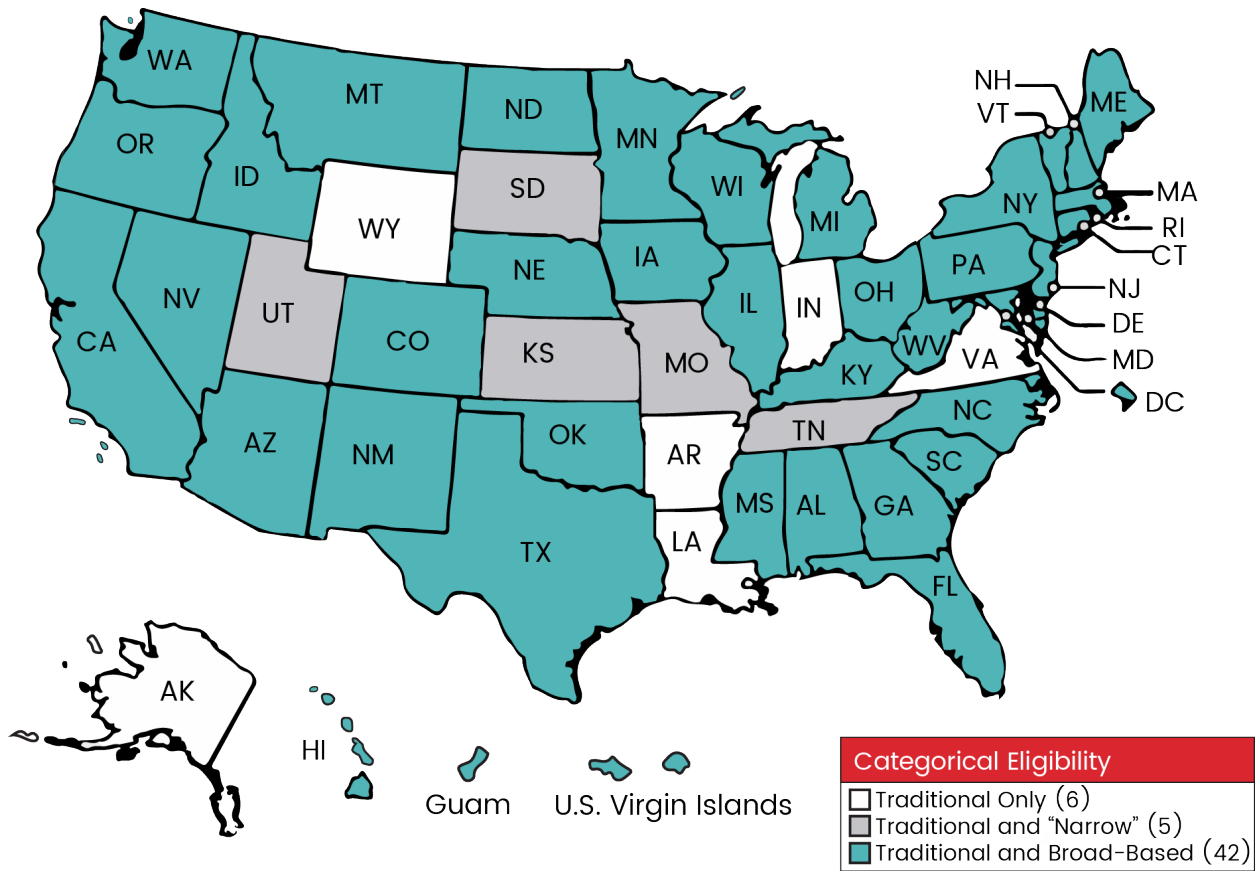 WA
MT
ND
MN
NH
VT
ME
OR
ID
SD
WI
MI
NY
MA
RI
CT
WY
NE
IA
PA
NJ
NV
UT
CO
KS
MO
IL
IN
OH
WV
VA
DE
MD
DC
CA
KY
NC
AZ
NM
OK
AR
TN
SC
MS
AL
GA
TX
LA
FL
AK
HI
Guam
U.S. Virgin Islands
Categorical Eligibility
Traditional Only (6)
Traditional and “Narrow” (5)
Traditional and Broad-Based (42)